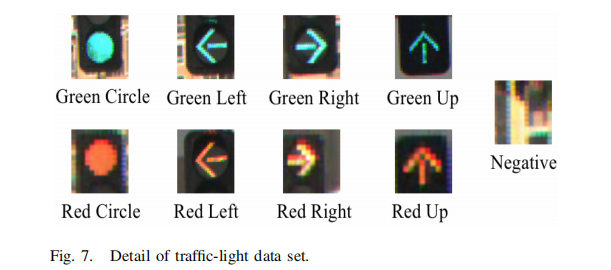 Green Circle Green Left Green Right Green Up
Negative
Red Circle Red Left Red Right Red Up
Fig. 7. Detail of traffic-light data set.